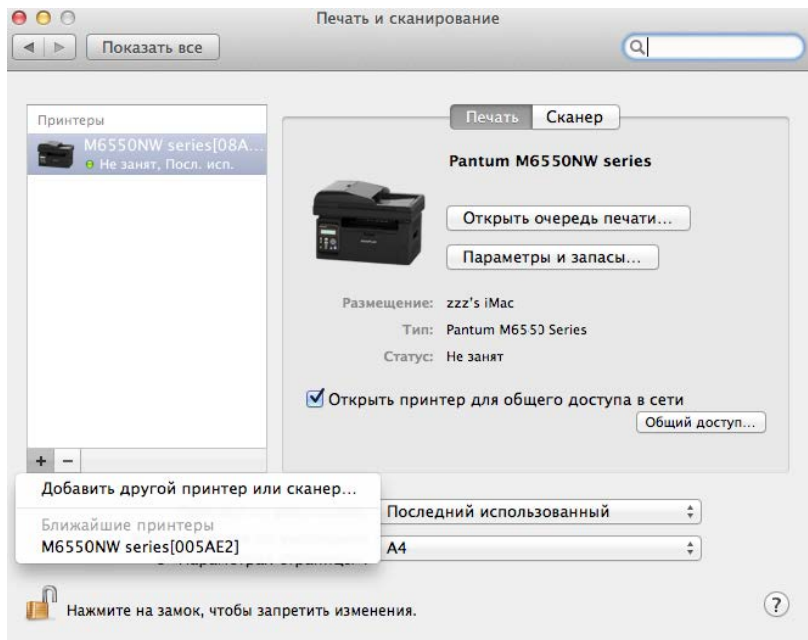 Печать и сканирование
Показать все
Принтеры
M6550NW series[08A...
Не занят, Посл. исп.
Печать Сканер
Pantum M6550NW series
Открыть очередь печати...
Параметры и запасы...
Размещение: zzz's iMac
Тип: Pantum M6550 Series
Статус: Не занят
Открыть принтер для общего доступа в сети
Общий доступ...
+ −
Добавить другой принтер или сканер...
Ближайшие принтеры
M6550NW series[005AE2]
Последний использованный
A4
Нажмите на замок, чтобы запретить изменения.
?